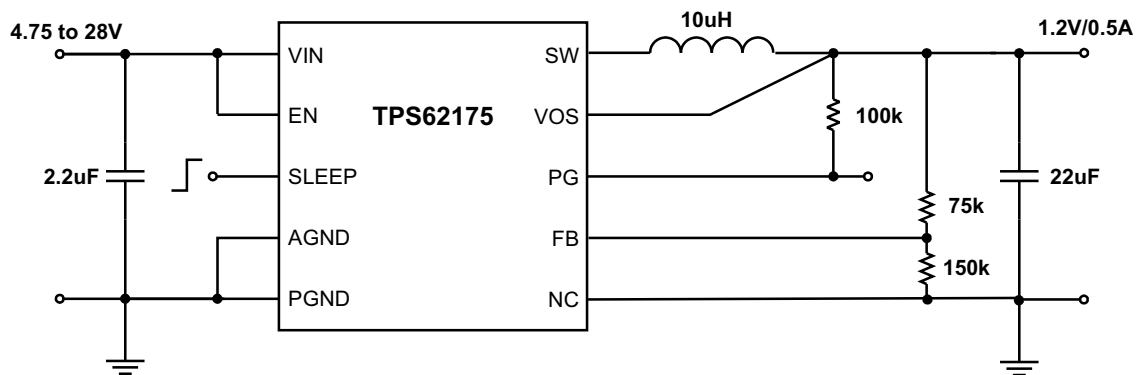 10uH
4.75 to 28V
1.2V/0.5A
VIN
SW
EN
TPS62175
VOS
100k
2.2uF
SLEEP
PG
22uF
75k
AGND
FB
150k
PGND
NC